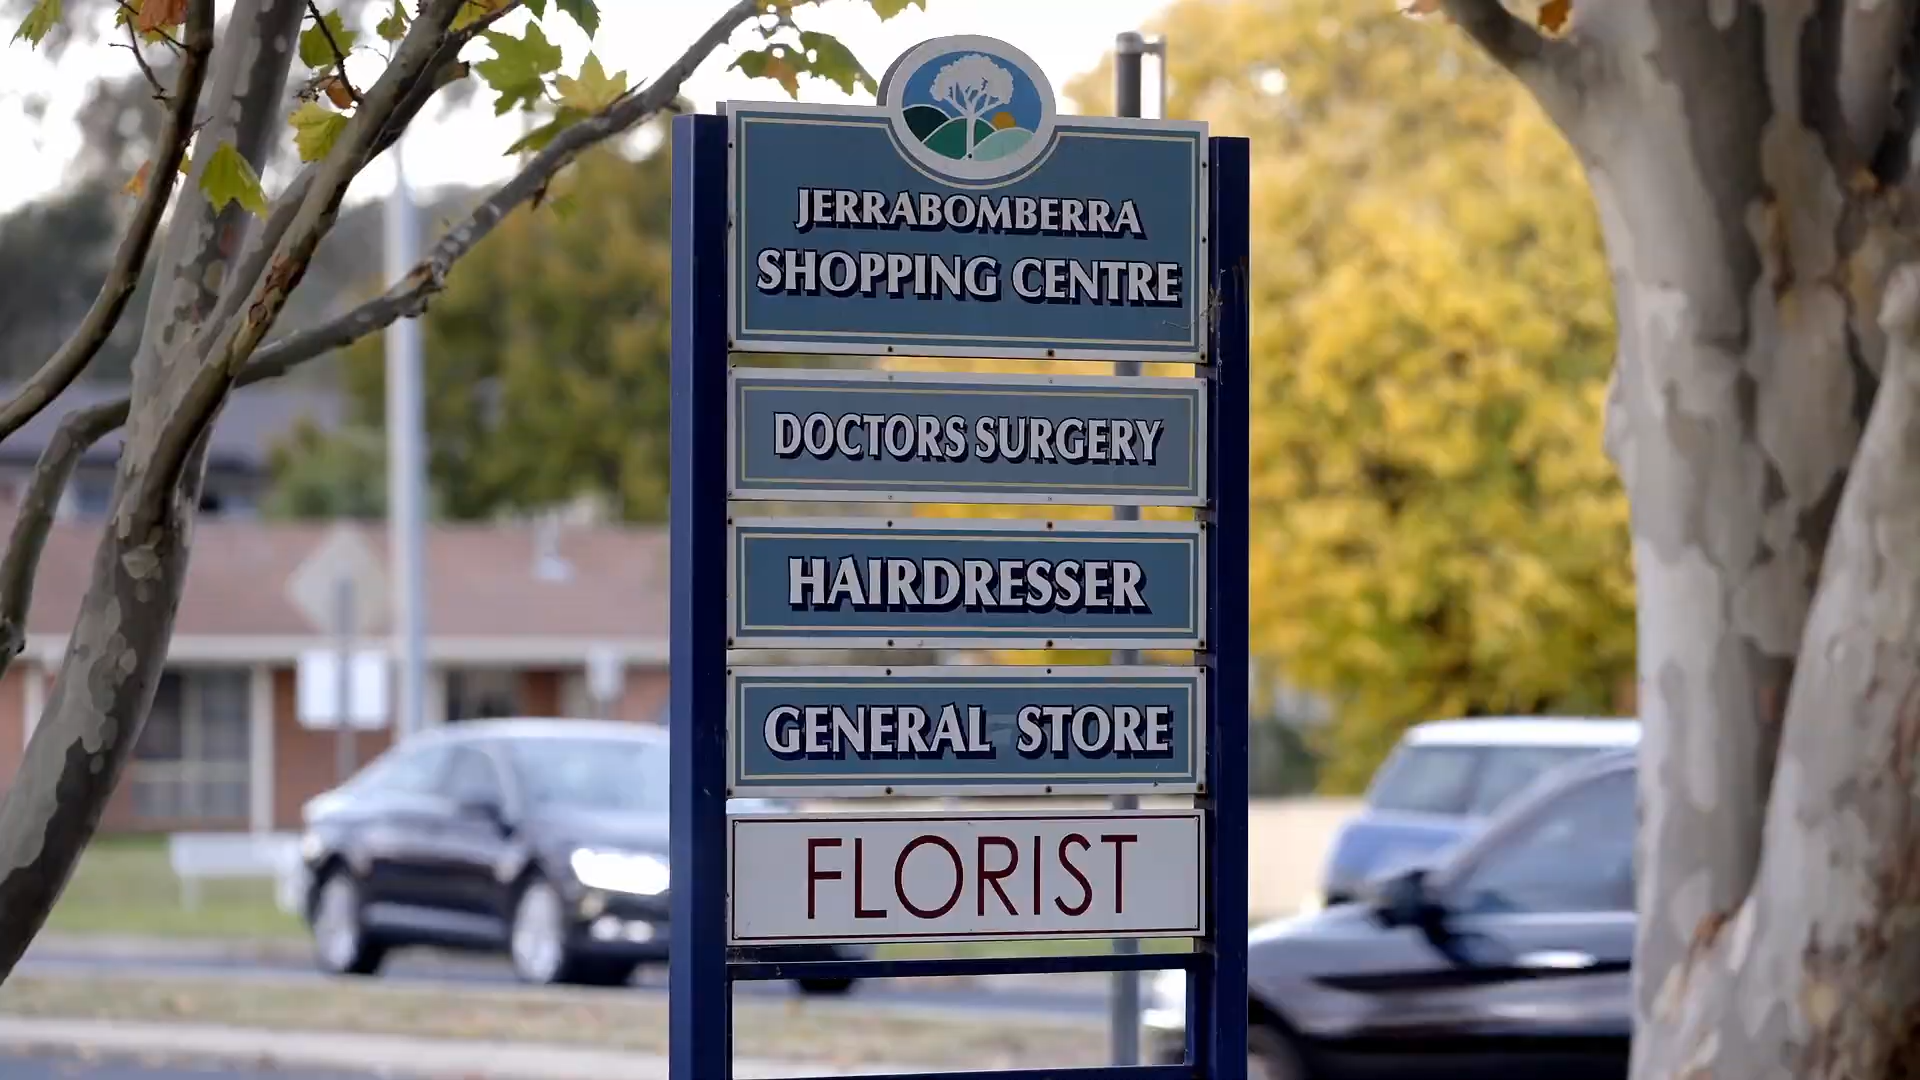 JERRABOMBERRA
SHOPPING CENTRE
DOCTORS SURGERY
HAIRDRESSER
GENERAL STORE
FLORIST